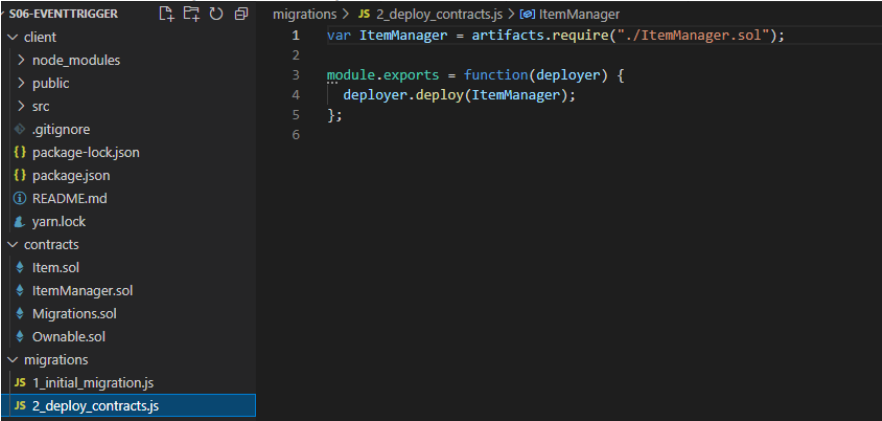 S06-EVENTTRIGGER
client
node_modules
public
src
.gitignore
{} package-lock.json
{} package.json
README.md
yarn.lock
contracts
Item.sol
ItemManager.sol
Migrations.sol
Ownable.sol
migrations
JS 1_initial_migration.js
JS 2_deploy_contracts.js
migrations > JS 2_deploy_contracts.js > ItemManager
1 var ItemManager = artifacts.require("./ItemManager.sol");
2
3 module.exports = function(deployer) {
4 deployer.deploy(ItemManager);
5 };
6